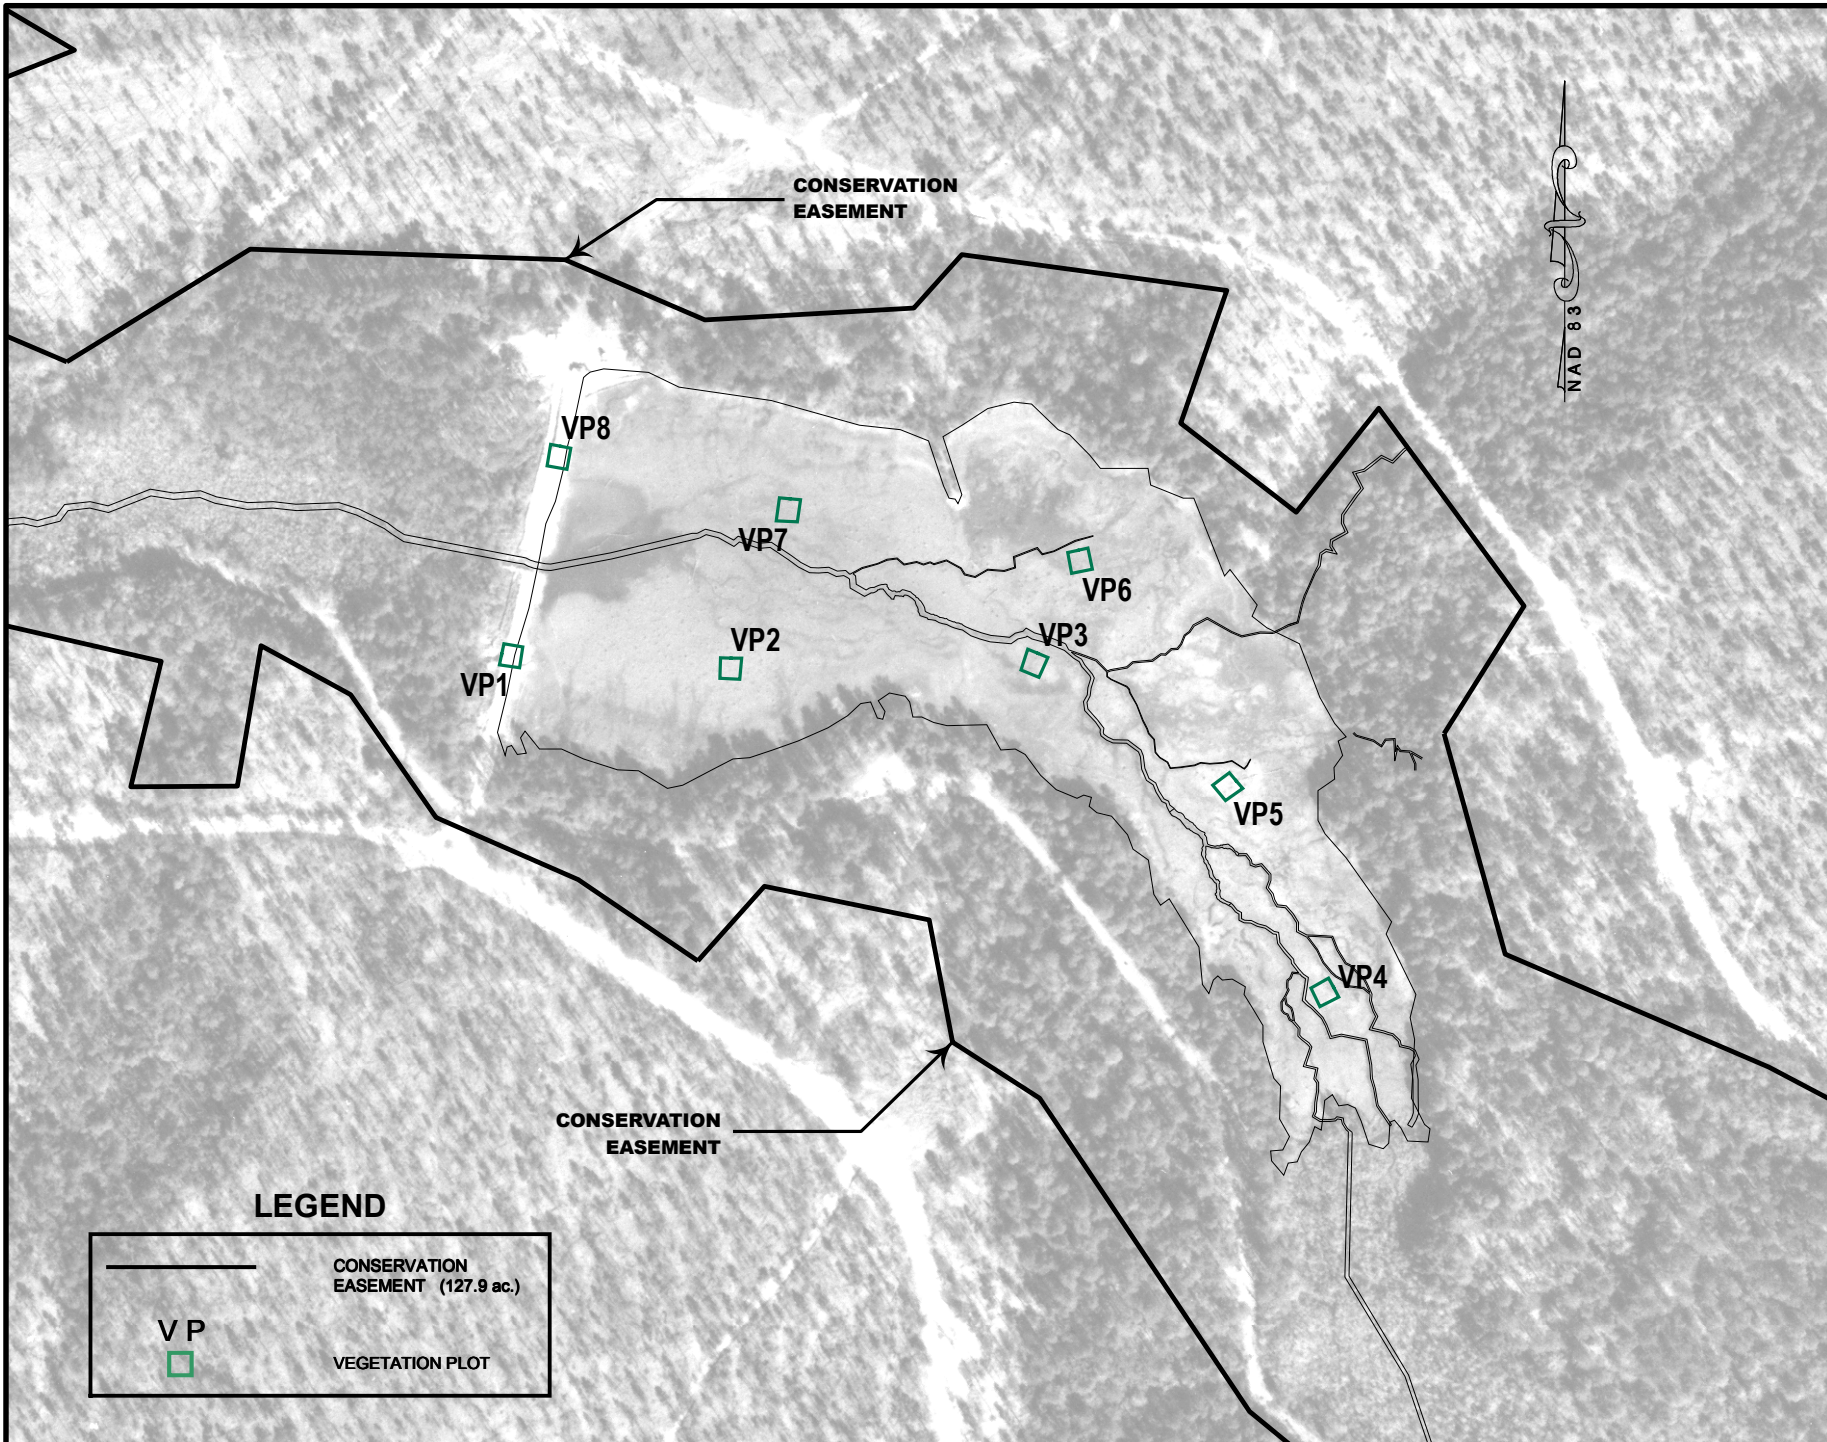 CONSERVATION
EASEMENT
NAD 83
VP8
VP7
VP6
VP3
VP2
VP1
VP5
VP4
CONSERVATION
EASEMENT
LEGEND
CONSERVATION
EASEMENT (127.9 ac.)
V P
VEGETATION PLOT